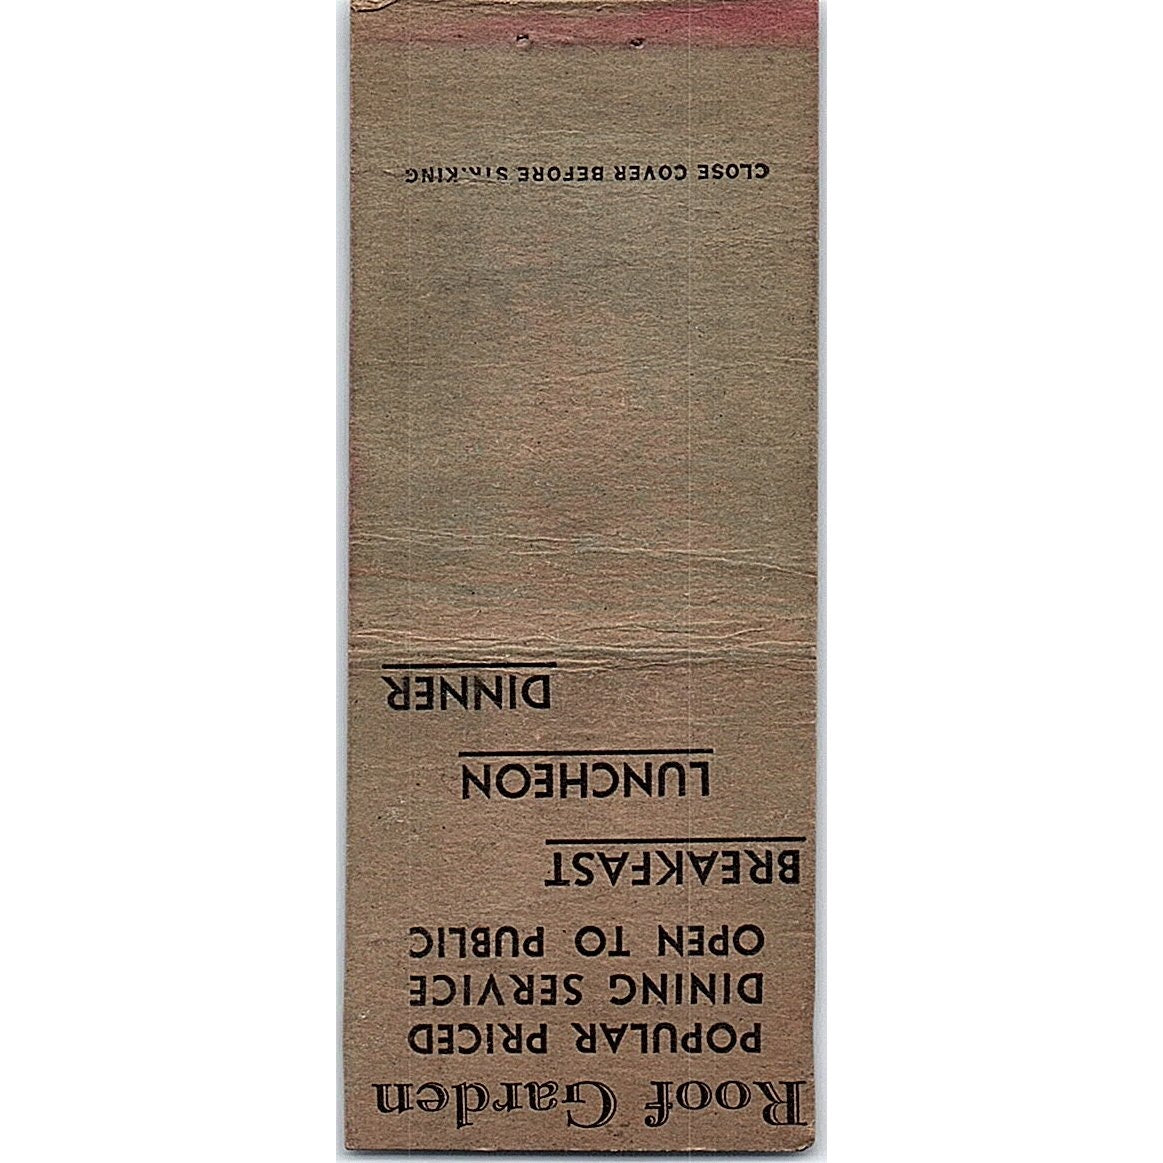 Roof Garden
POPULAR PRICED
DINING SERVICE
OPEN TO PUBLIC
BREAKFAST
LUNCHEON
DINNER
CLOSE COVER BEFORE STRIKING